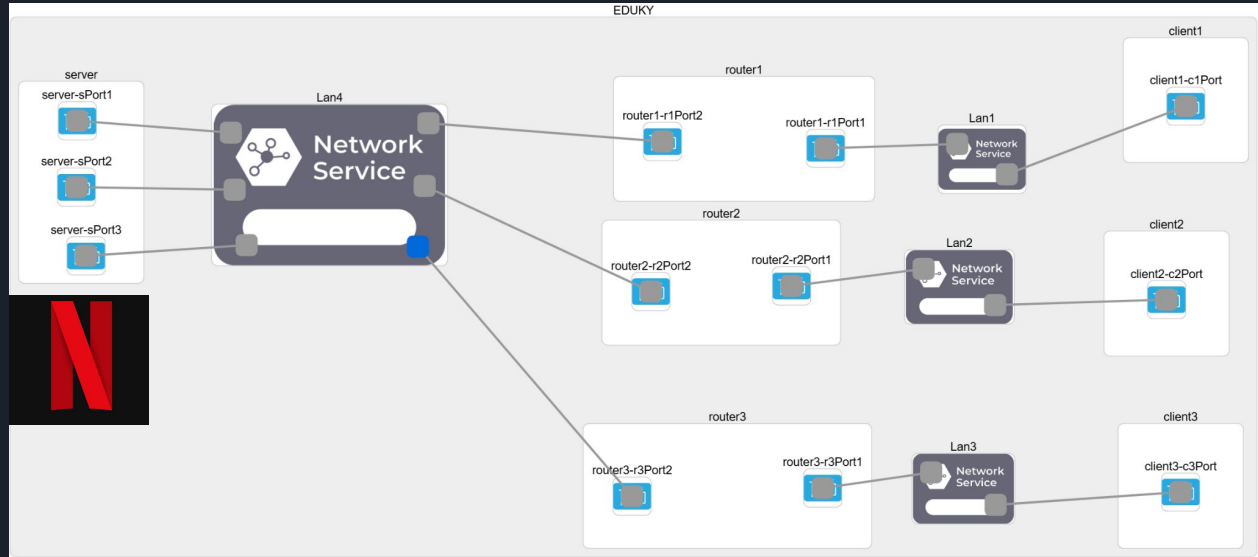 EDUKY
server
server-sPort1
server-sPort2
server-sPort3
Lan4
Network
Service
router1
router1-r1Port2
router1-r1Port1
Lan1
Network
Service
client1
client1-c1Port
router2
router2-r2Port2
router2-r2Port1
Lan2
Network
Service
client2
client2-c2Port
N
router3
router3-r3Port2
router3-r3Port1
Lan3
Network
Service
client3
client3-c3Port